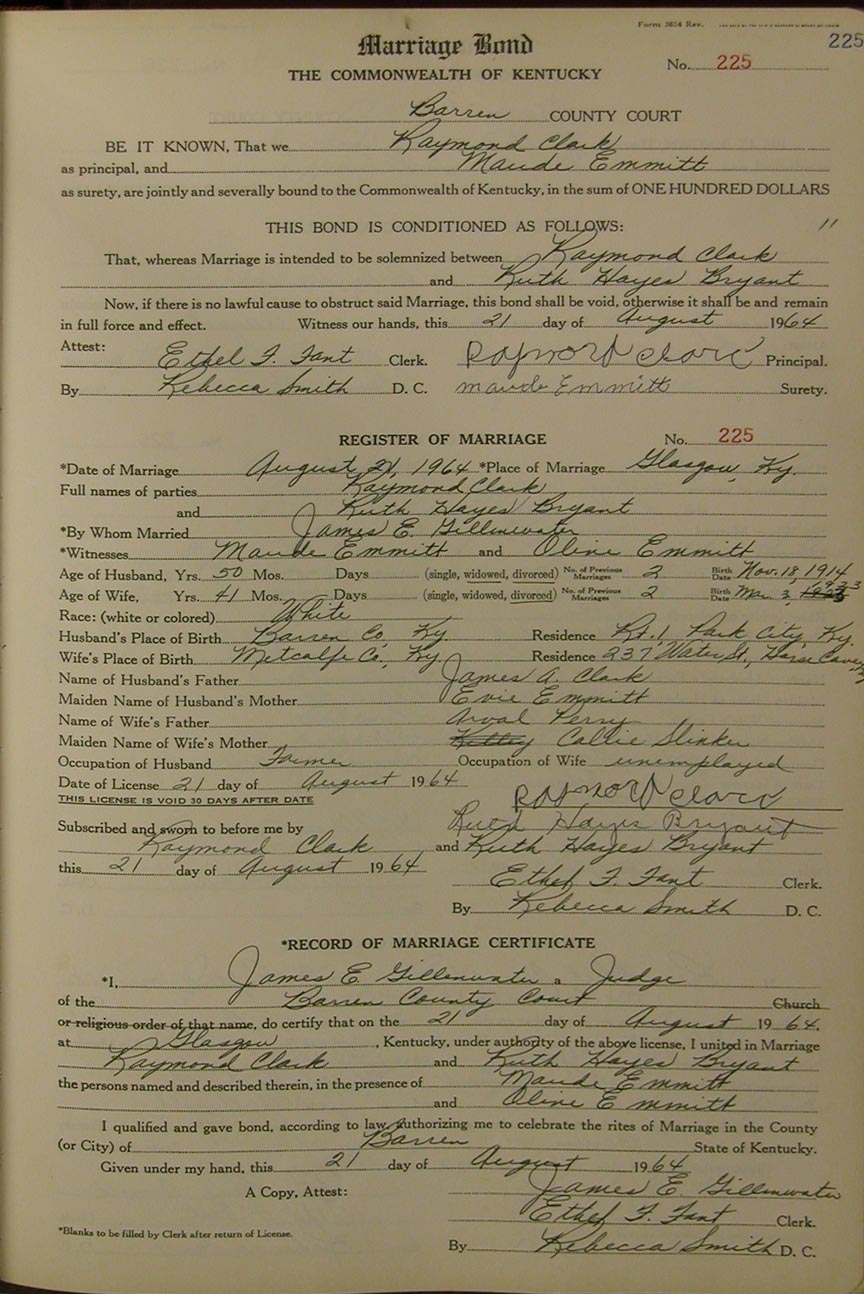 Form 3654 Rev.
225
Marriage Bond
No. 225
THE COMMONWEALTH OF KENTUCKY
Barren COUNTY COURT
BE IT KNOWN, That we Raymond Clark
as principal, and Maude Emmitt
as surety, are jointly and severally bound to the Commonwealth of Kentucky, in the sum of ONE HUNDRED DOLLARS
THIS BOND IS CONDITIONED AS FOLLOWS: 11
That, whereas Marriage is intended to be solemnized between Raymond Clark
and Ruth Hayes Bryant
Now, if there is no lawful cause to obstruct said Marriage, this bond shall be void, otherwise it shall be and remain
in full force and effect. Witness our hands, this 21 day of August 1964
Attest: Ethel F. Fant Clerk. Raymond Clark Principal.
By Rebecca Smith D. C. Maude Emmitt Surety.
REGISTER OF MARRIAGE No. 225
*Date of Marriage August 21, 1964 *Place of Marriage Glasgow, Ky.
Full names of parties Raymond Clark
and Ruth Hayes Bryant
*By Whom Married James E. Gillenwater
*Witnesses Maude Emmitt and Oline Emmitt
Age of Husband, Yrs. 50 Mos. Days (single, widowed, divorced) No. of Previous Marriages 2 Birth Date Nov. 18, 1914
Age of Wife, Yrs. 41 Mos. Days (single, widowed, divorced) No. of Previous Marriages 2 Birth Date Mar. 3, 1923
Race: (white or colored) White
Husband's Place of Birth Barren Co., Ky. Residence Rt. 1 Park City, Ky.
Wife's Place of Birth Metcalfe Co., Ky Residence 237 Water St., Horse Cave, Ky
Name of Husband's Father James A. Clark
Maiden Name of Husband's Mother Evie Emmitt
Name of Wife's Father Arval Perry
Maiden Name of Wife's Mother Callie Slinker
Occupation of Husband Farmer Occupation of Wife unemployed
Date of License 21 day of August 1964
THIS LICENSE IS VOID 30 DAYS AFTER DATE Raymond Clark
Subscribed and sworn to before me by Ruth Hayes Bryant
Raymond Clark and Ruth Hayes Bryant
this 21 day of August 1964
Ethel F. Fant Clerk.
By Rebecca Smith D. C.
*RECORD OF MARRIAGE CERTIFICATE
*I, James E. Gillenwater a Judge
of the Barren County Court Church
or religious order of that name, do certify that on the 21 day of August 1964.
at Glasgow, Kentucky, under authority of the above license, I united in Marriage
Raymond Clark and Ruth Hayes Bryant
the persons named and described therein, in the presence of Maude Emmitt
and Oline Emmitt
I qualified and gave bond, according to law, authorizing me to celebrate the rites of Marriage in the County
(or City) of Barren State of Kentucky.
Given under my hand, this 21 day of August 1964
A Copy, Attest: James E. Gillenwater
Ethel F. Fant Clerk.
*Blanks to be filled by Clerk after return of License.
By Rebecca Smith D. C.